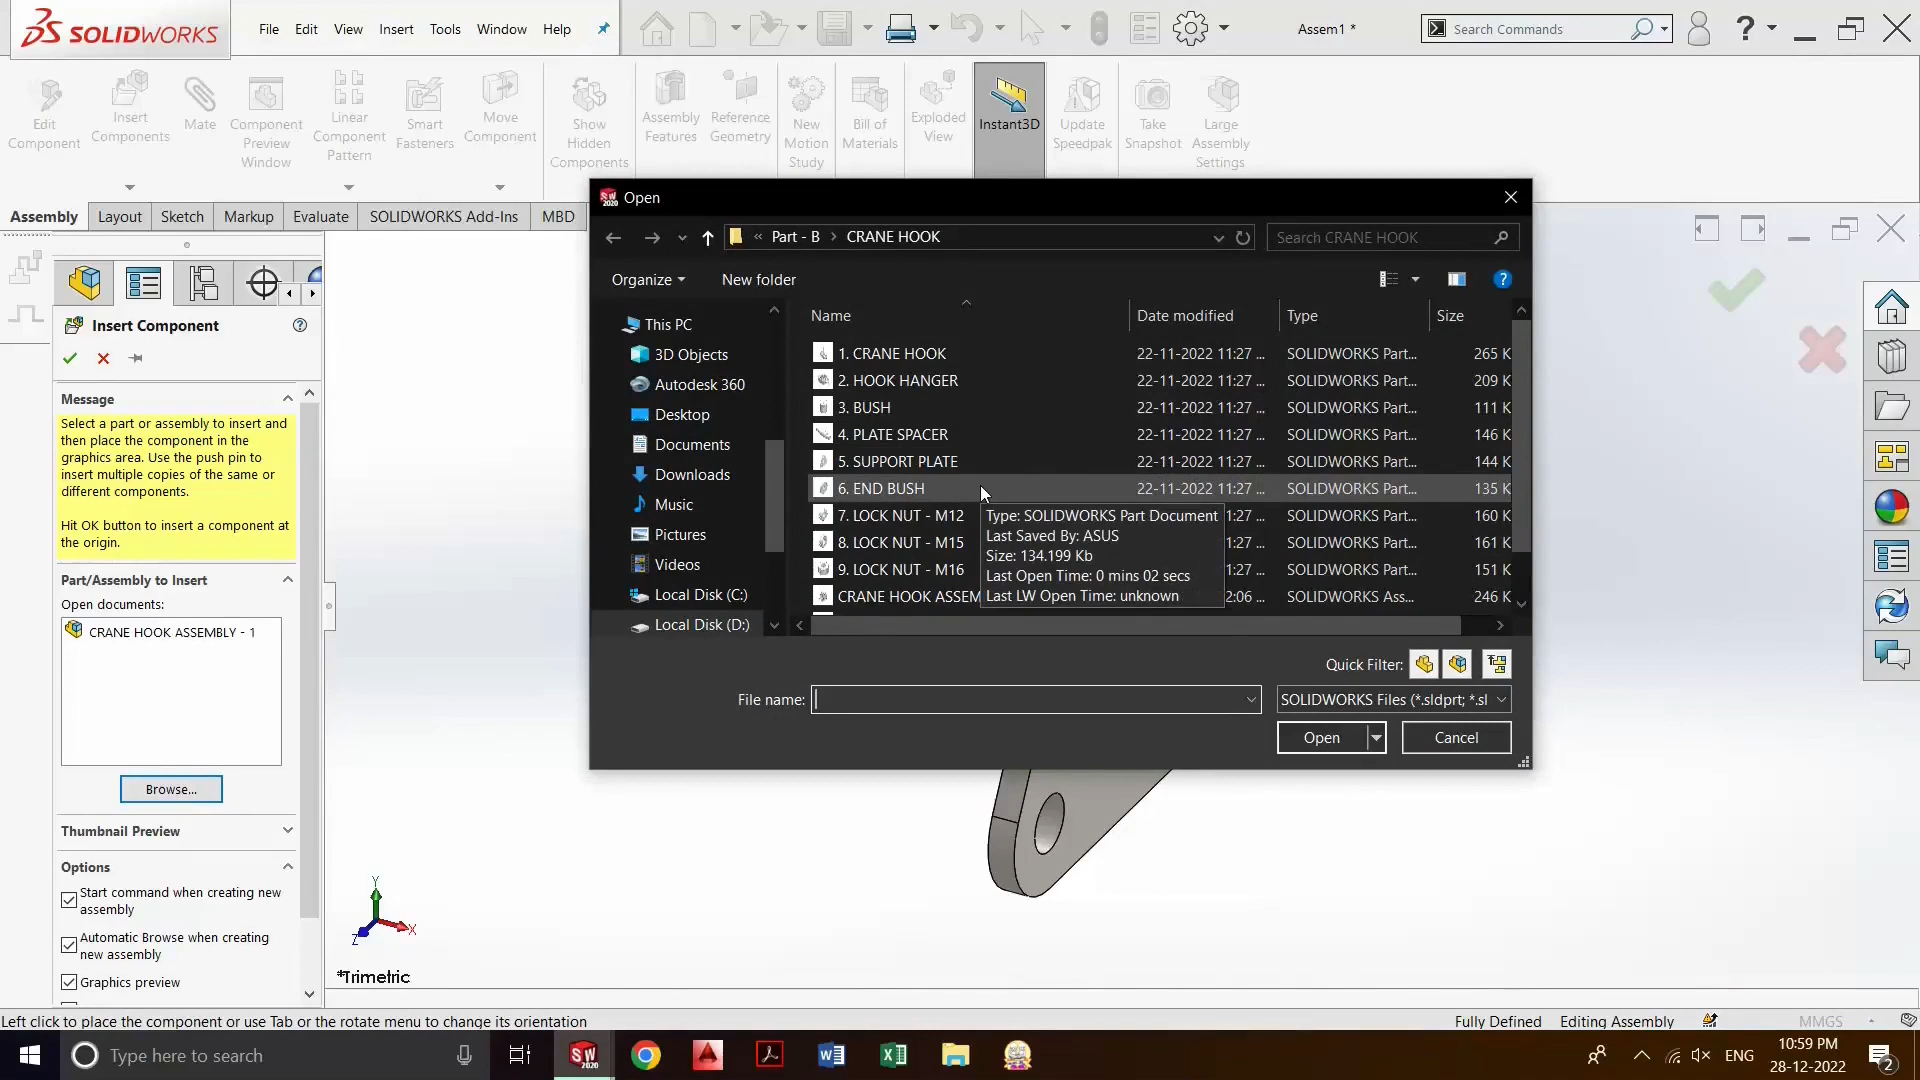 SOLIDWORKS
File
Edit
View
Insert
Tools
Window
Help
Assem1 *
Search Commands
?
Edit
Component
Insert
Components
Mate
Component
Preview
Window
Linear
Component
Pattern
Smart
Fasteners
Move
Component
Show
Hidden
Components
Assembly
Features
Reference
Geometry
New
Motion
Study
Bill of
Materials
Exploded
View
Instant3D
Update
Speedpak
Take
Snapshot
Large
Assembly
Settings
Assembly
Layout
Sketch
Markup
Evaluate
SOLIDWORKS Add-Ins
MBD
Insert Component
Message
Select a part or assembly to insert and
then place the component in the
graphics area. Use the push pin to
insert multiple copies of the same or
different components.
Hit OK button to insert a component at
the origin.
Part/Assembly to Insert
Open documents:
CRANE HOOK ASSEMBLY - 1
Browse...
Thumbnail Preview
Options
Start command when creating new
assembly
Automatic Browse when creating
new assembly
Graphics preview
SW
2020
Open
« Part - B > CRANE HOOK
Search CRANE HOOK
Organize
New folder
This PC
3D Objects
Autodesk 360
Desktop
Documents
Downloads
Music
Pictures
Videos
Local Disk (C:)
Local Disk (D:)
Name Date modified Type Size
1. CRANE HOOK 22-11-2022 11:27 ... SOLIDWORKS Part... 265 K
2. HOOK HANGER 22-11-2022 11:27 ... SOLIDWORKS Part... 209 K
3. BUSH 22-11-2022 11:27 ... SOLIDWORKS Part... 111 K
4. PLATE SPACER 22-11-2022 11:27 ... SOLIDWORKS Part... 146 K
5. SUPPORT PLATE 22-11-2022 11:27 ... SOLIDWORKS Part... 144 K
6. END BUSH 22-11-2022 11:27 ... SOLIDWORKS Part... 135 K
7. LOCK NUT - M12 1:27 ... SOLIDWORKS Part... 160 K
8. LOCK NUT - M15 1:27 ... SOLIDWORKS Part... 161 K
9. LOCK NUT - M16 1:27 ... SOLIDWORKS Part... 151 K
CRANE HOOK ASSEM 2:06 ... SOLIDWORKS Ass... 246 K
Type: SOLIDWORKS Part Document
Last Saved By: ASUS
Size: 134.199 Kb
Last Open Time: 0 mins 02 secs
Last LW Open Time: unknown
Quick Filter:
File name:
SOLIDWORKS Files (*.sldprt; *.sl
Open
Cancel
Y
X
Z
*Trimetric
Left click to place the component or use Tab or the rotate menu to change its orientation
Fully Defined
Editing Assembly
MMGS
Type here to search
SW
2020
ENG
10:59 PM
28-12-2022
2